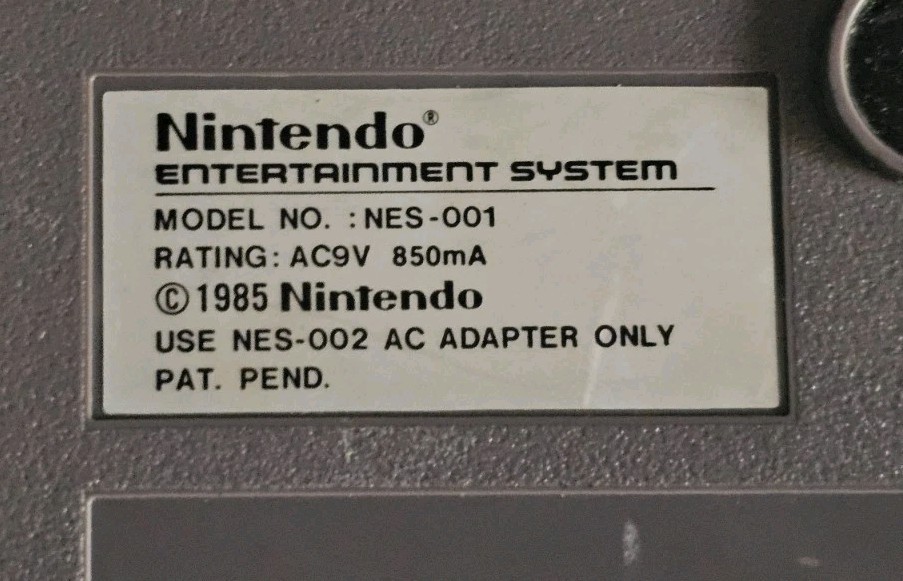 Nintendo®
ENTERTAINMENT SYSTEM
MODEL NO. : NES-001
RATING: AC9V 850mA
©1985 Nintendo
USE NES-002 AC ADAPTER ONLY
PAT. PEND.